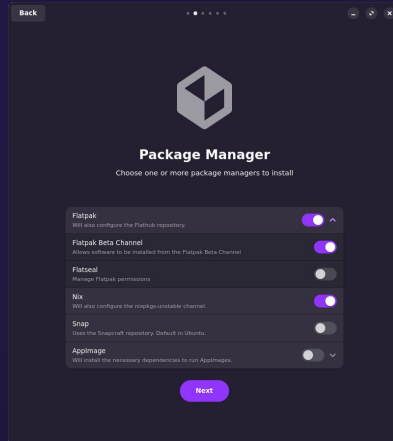 Back
Package Manager
Choose one or more package managers to install
Flatpak
Will also configure the Flathub repository.
Flatpak Beta Channel
Allows software to be installed from the Flatpak Beta Channel
Flatseal
Manage Flatpak permissions
Nix
Will also configure the nixpkgs-unstable channel.
Snap
Uses the Snapcraft repository. Default in Ubuntu.
AppImage
Will install the necessary dependencies to run AppImages.
Next